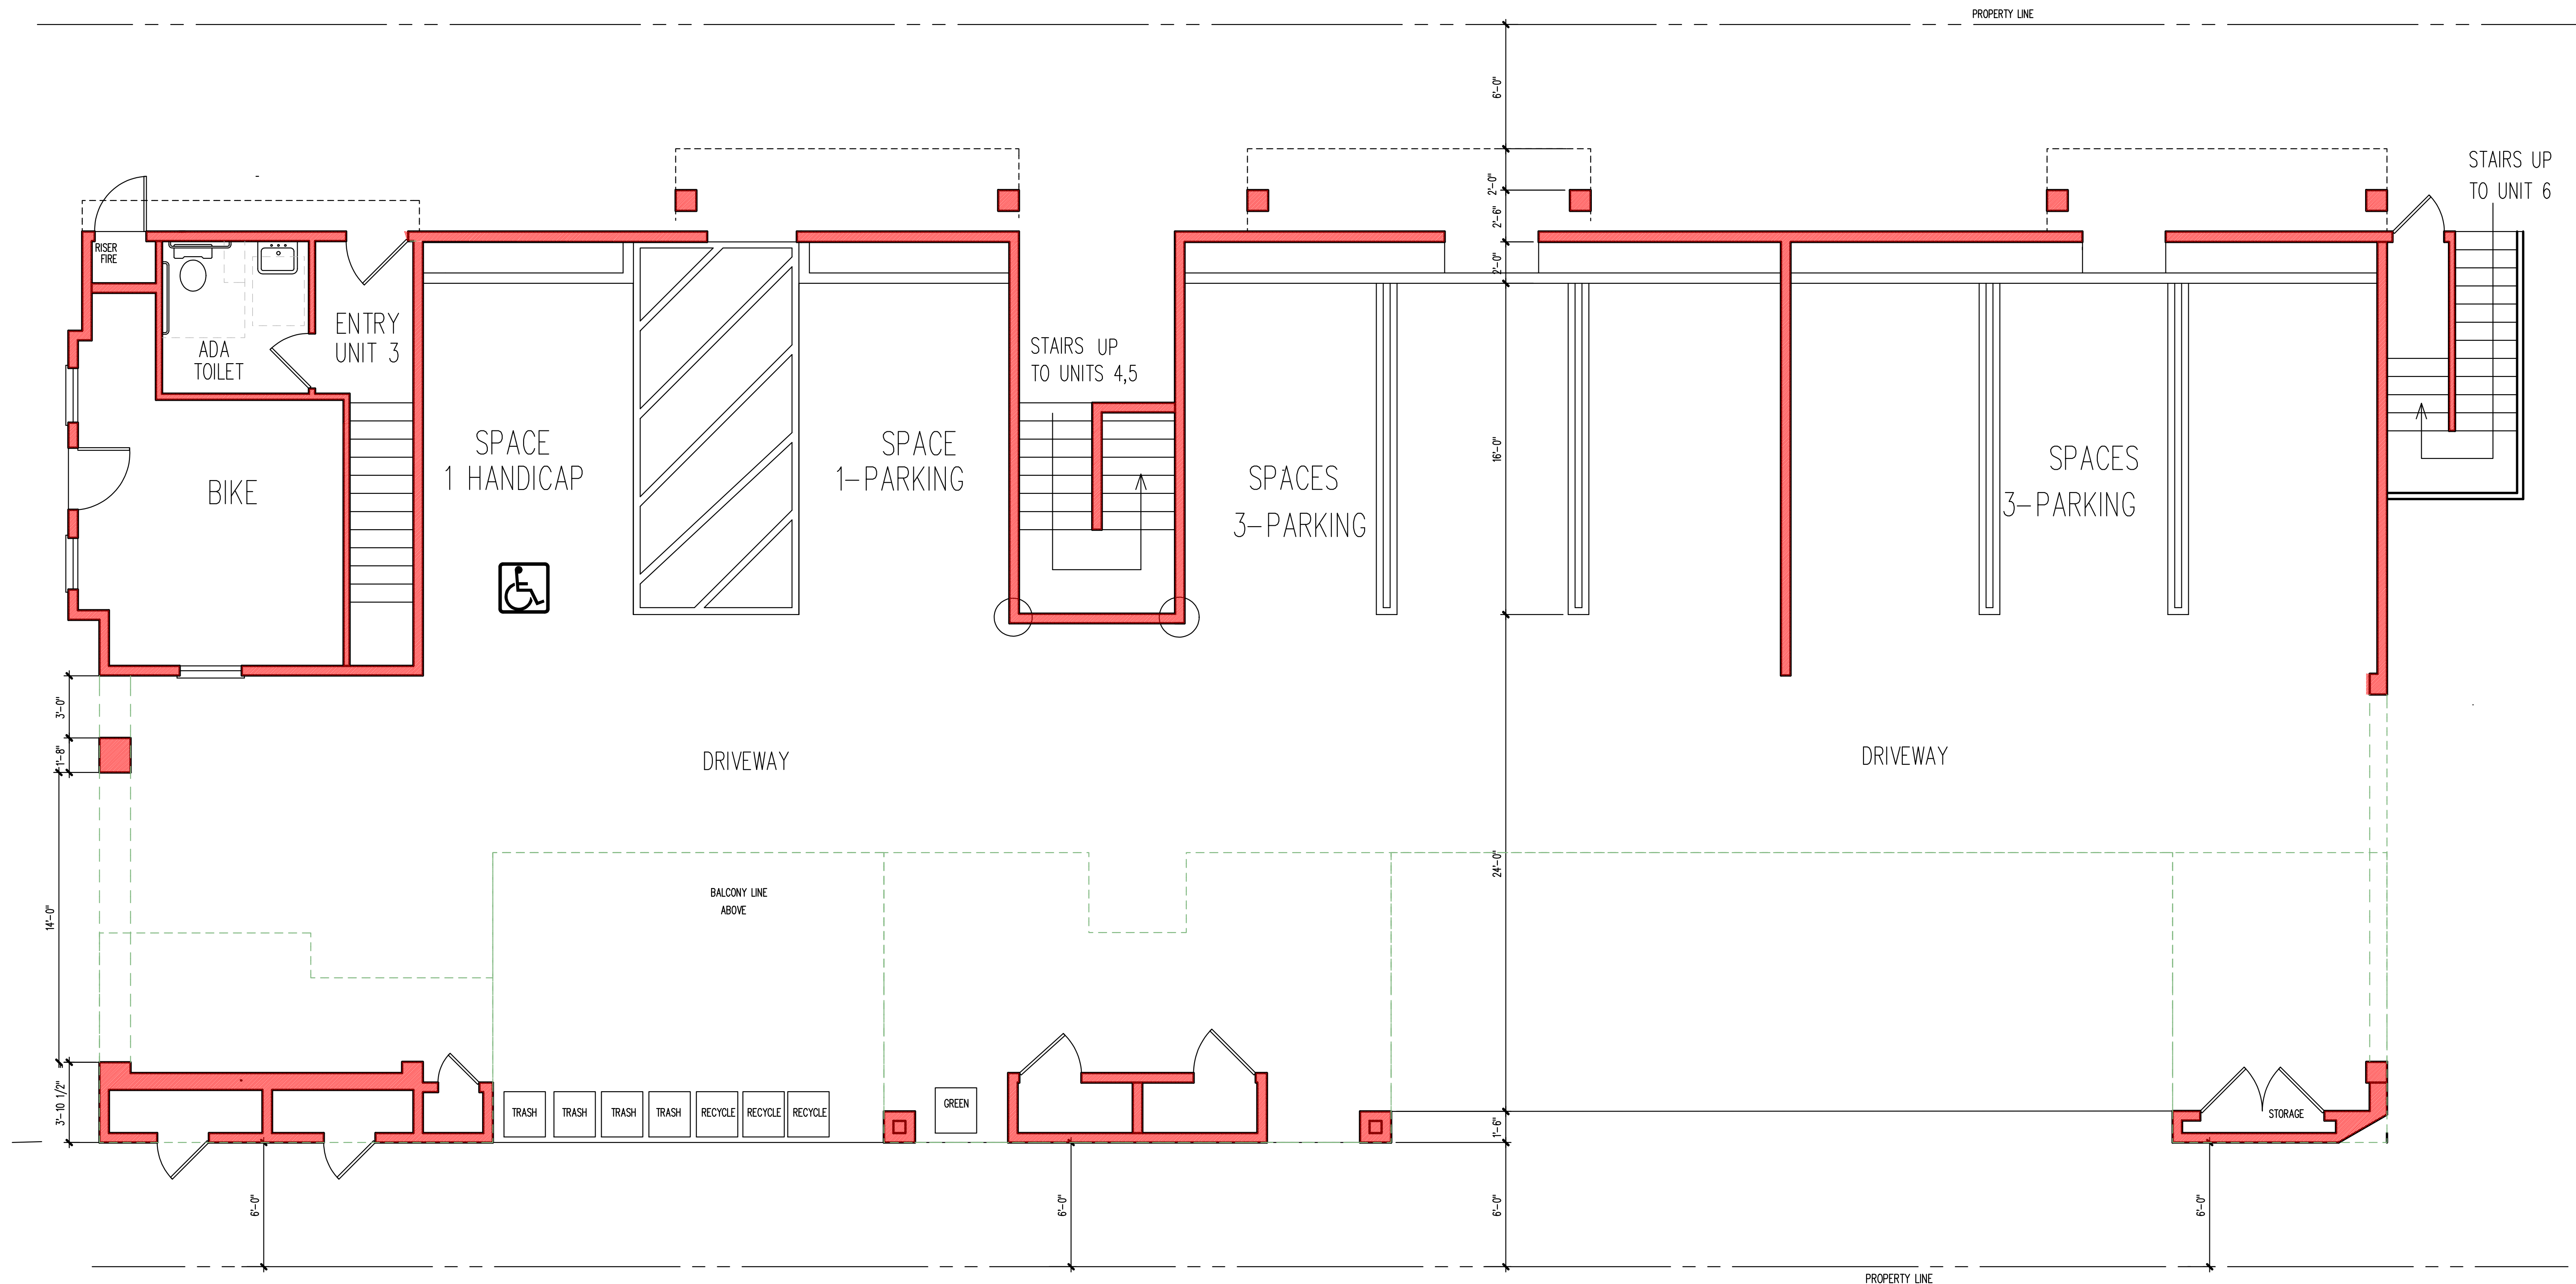 PROPERTY LINE
6'-0"
2'-0"
2'-6"
2'-0"
STAIRS UP
TO UNIT 6
RISER
FIRE
ADA
TOILET
ENTRY
UNIT 3
STAIRS UP
TO UNITS 4,5
BIKE
SPACE
1 HANDICAP
SPACE
1-PARKING
SPACES
3-PARKING
16'-0"
SPACES
3-PARKING
3'-0"
1'-8"
14'-0"
3'-10 1/2"
DRIVEWAY
DRIVEWAY
BALCONY LINE
ABOVE
24'-0"
TRASH
TRASH
TRASH
TRASH
RECYCLE
RECYCLE
RECYCLE
GREEN
1'-6"
STORAGE
6'-0"
6'-0"
6'-0"
6'-0"
PROPERTY LINE